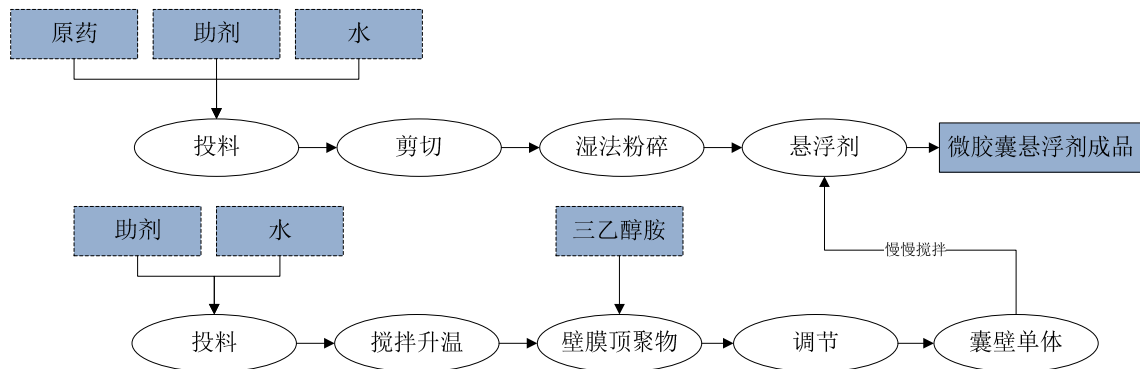 原药
助剂
水
投料
剪切
湿法粉碎
悬浮剂
微胶囊悬浮剂成品
助剂
水
三乙醇胺
慢慢搅拌
投料
搅拌升温
壁膜顶聚物
调节
囊壁单体